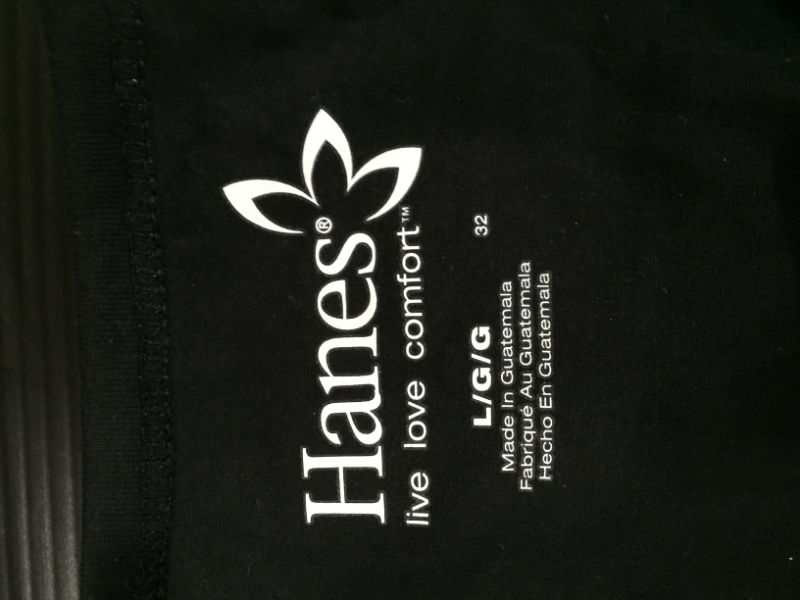 Hanes®
live love comfort™
32
L/G/G
Made In Guatemala
Fabriqué Au Guatemala
Hecho En Guatemala